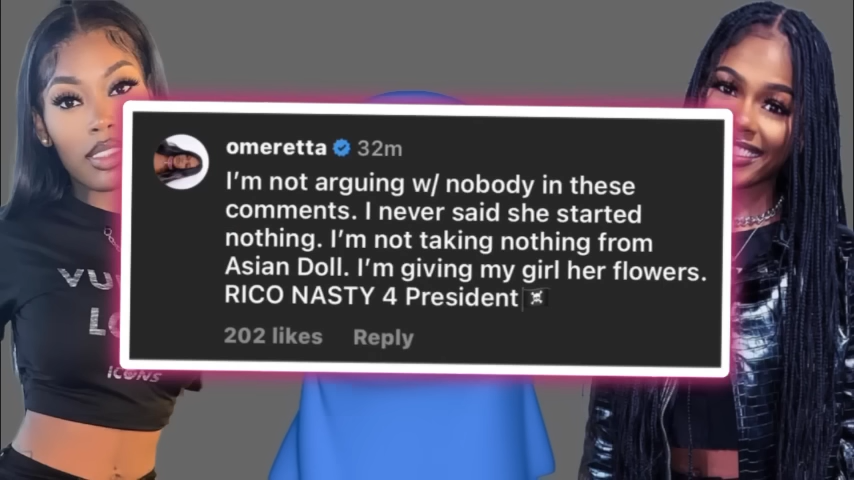 omeretta 32m
I'm not arguing w/ nobody in these
comments. I never said she started
nothing. I'm not taking nothing from
Asian Doll. I'm giving my girl her flowers.
RICO NASTY 4 President 🏴‍☠️
202 likes Reply
ICONS